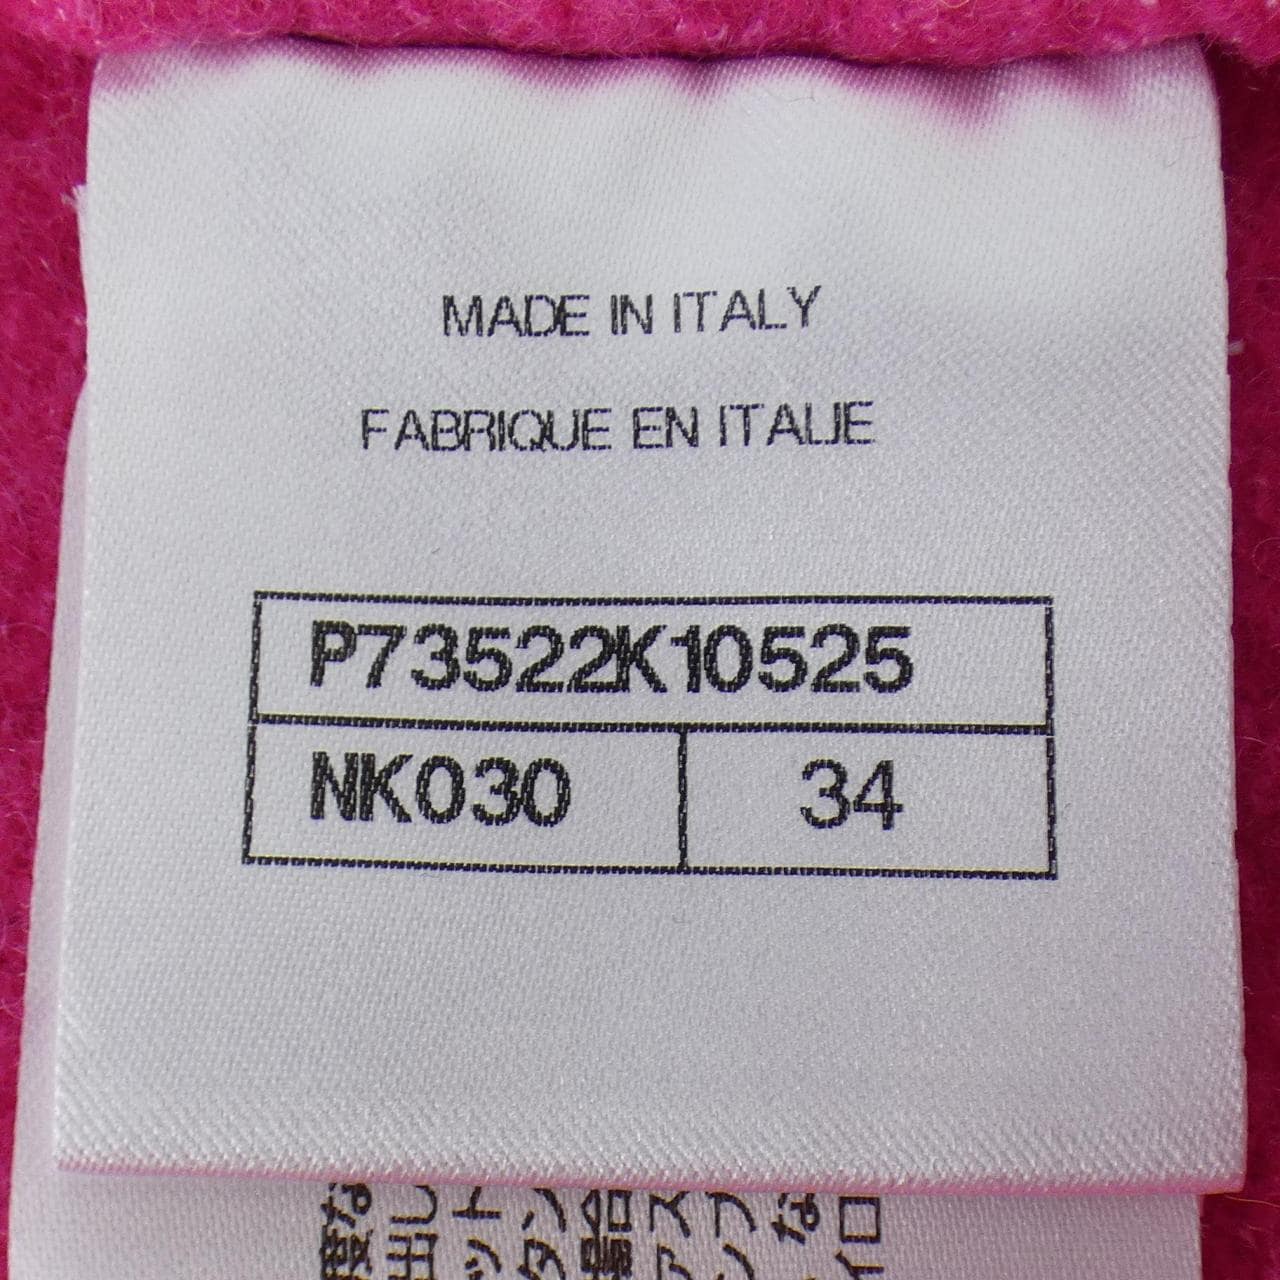 MADE IN ITALY
FABRIQUE EN ITALIE
P73522K10525
NK030 34